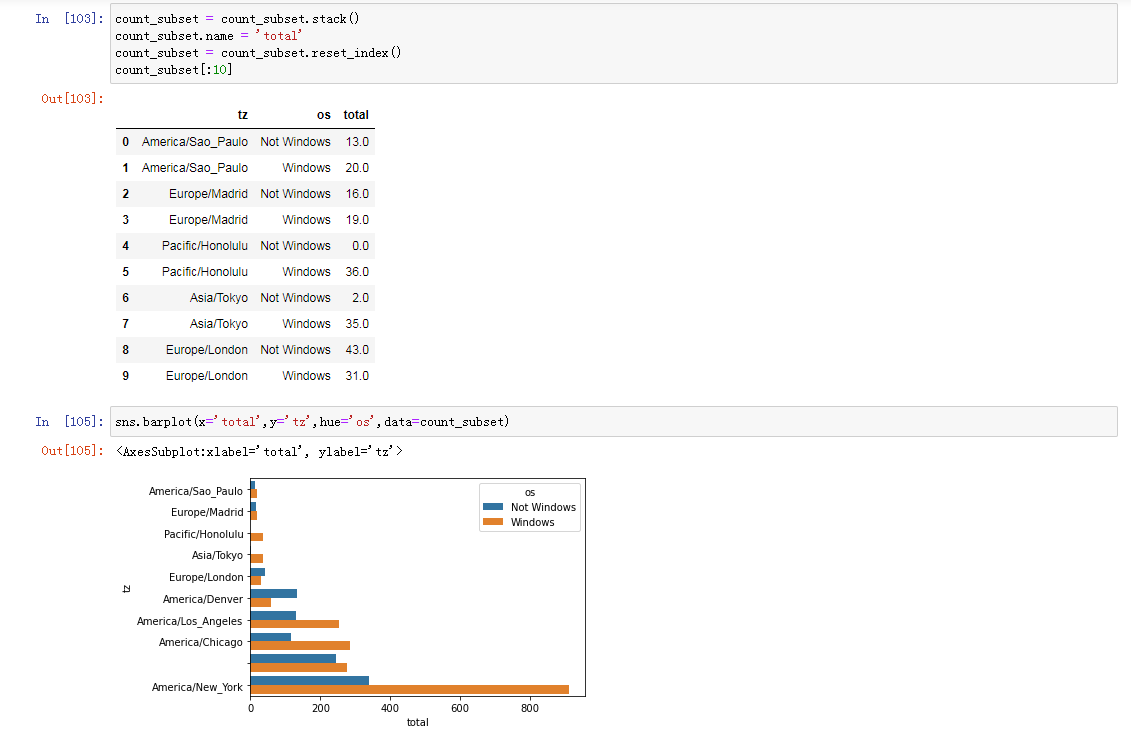 In [103]: count_subset = count_subset.stack()
count_subset.name = 'total'
count_subset = count_subset.reset_index()
count_subset[:10]
Out[103]:
tz os total
0 America/Sao_Paulo Not Windows 13.0
1 America/Sao_Paulo Windows 20.0
2 Europe/Madrid Not Windows 16.0
3 Europe/Madrid Windows 19.0
4 Pacific/Honolulu Not Windows 0.0
5 Pacific/Honolulu Windows 36.0
6 Asia/Tokyo Not Windows 2.0
7 Asia/Tokyo Windows 35.0
8 Europe/London Not Windows 43.0
9 Europe/London Windows 31.0
In [105]: sns.barplot(x='total',y='tz',hue='os',data=count_subset)
Out[105]: <AxesSubplot:xlabel='total', ylabel='tz'>
os
Not Windows
Windows
America/Sao_Paulo
Europe/Madrid
Pacific/Honolulu
Asia/Tokyo
Europe/London
America/Denver
America/Los_Angeles
America/Chicago
America/New_York
tz
0 200 400 600 800
total